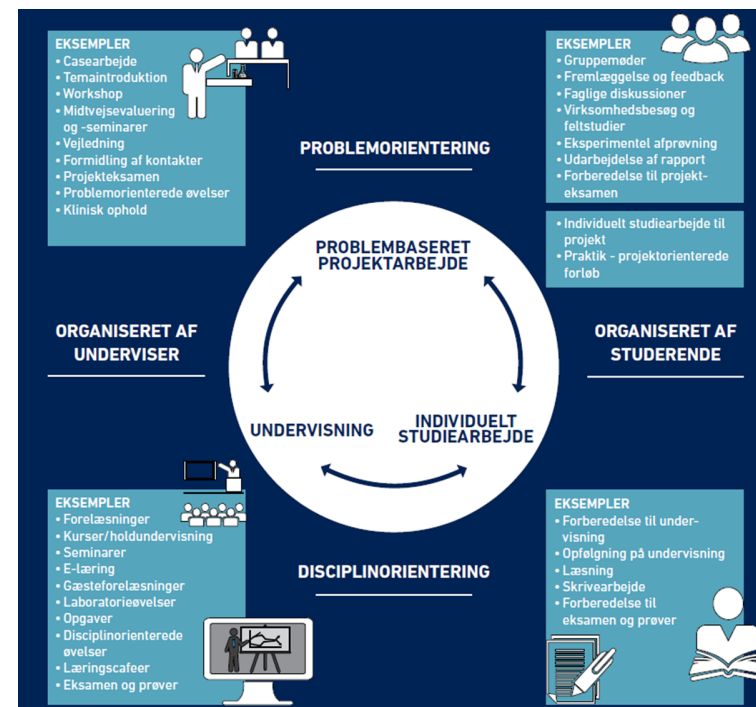 EKSEMPLER
• Casearbejde
• Temaintroduktion
• Workshop
• Midtvejsevaluering
og -seminarer
• Vejledning
• Formidling af kontakter
• Projekteksamen
• Problemorienterede øvelser
• Klinisk ophold
EKSEMPLER
• Gruppemøder
• Fremlæggelse og feedback
• Faglige diskussioner
• Virksomhedsbesøg og
feltstudier
• Eksperimentel afprøvning
• Udarbejdelse af rapport
• Forberedelse til projekt-
eksamen
• Individuelt studiearbejde til
projekt
• Praktik - projektorienterede
forløb
PROBLEMORIENTERING
PROBLEMBASERET
PROJEKTARBEJDE
ORGANISERET AF
UNDERVISER
ORGANISERET AF
STUDERENDE
UNDERVISNING
INDIVIDUELT
STUDIEARBEJDE
DISCIPLINORIENTERING
EKSEMPLER
• Forelæsninger
• Kurser/holdundervisning
• Seminarer
• E-læring
• Gæsteforelæsninger
• Laboratorieøvelser
• Opgaver
• Disciplinorienterede
øvelser
• Læringscafeer
• Eksamen og prøver
EKSEMPLER
• Forberedelse til under-
visning
• Opfølgning på undervisning
• Læsning
• Skrivearbejde
• Forberedelse til
eksamen og prøver